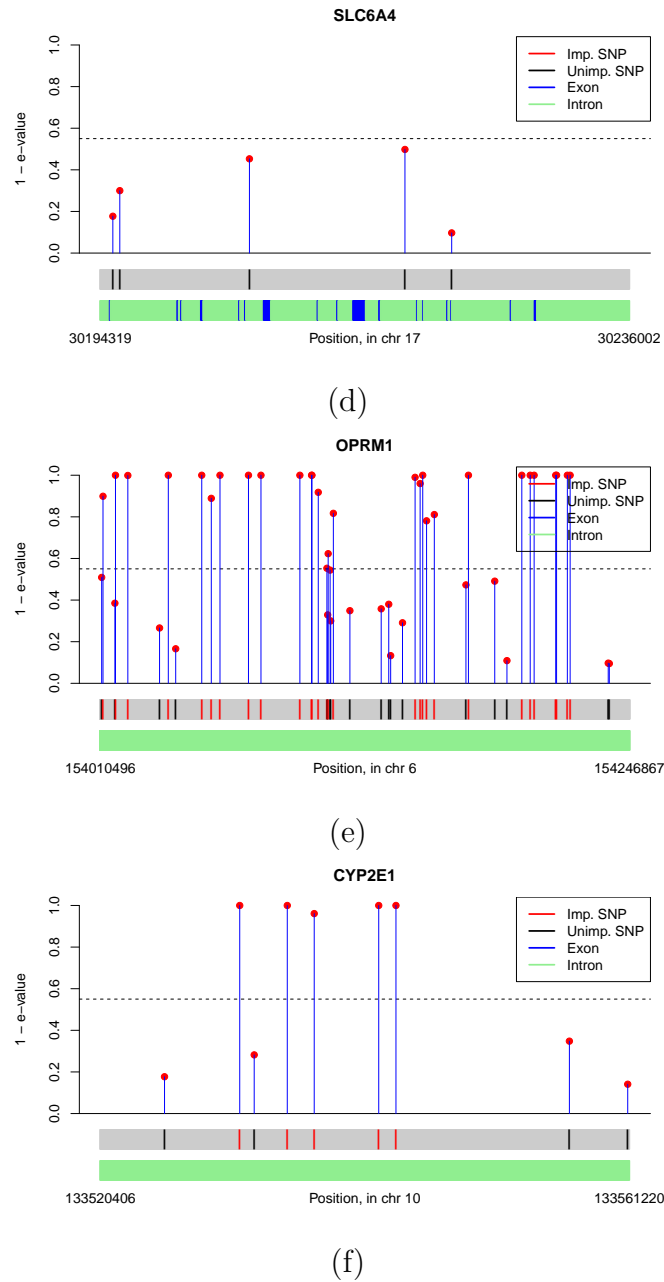 SLC6A4
1.0
0.8
0.6
0.4
0.2
0.0
1 − e−value
Imp. SNP
Unimp. SNP
Exon
Intron
30194319 Position, in chr 17 30236002
(d)
OPRM1
1.0
0.8
0.6
0.4
0.2
0.0
1 − e−value
Imp. SNP
Unimp. SNP
Exon
Intron
154010496 Position, in chr 6 154246867
(e)
CYP2E1
1.0
0.8
0.6
0.4
0.2
0.0
1 − e−value
Imp. SNP
Unimp. SNP
Exon
Intron
133520406 Position, in chr 10 133561220
(f)